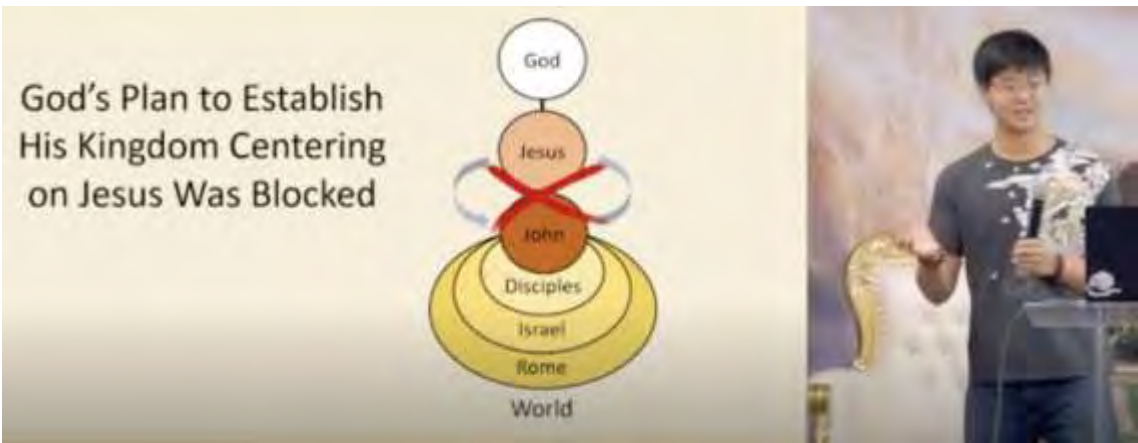 God's Plan to Establish
His Kingdom Centering
on Jesus Was Blocked
God
Jesus
John
Disciples
Israel
Rome
World